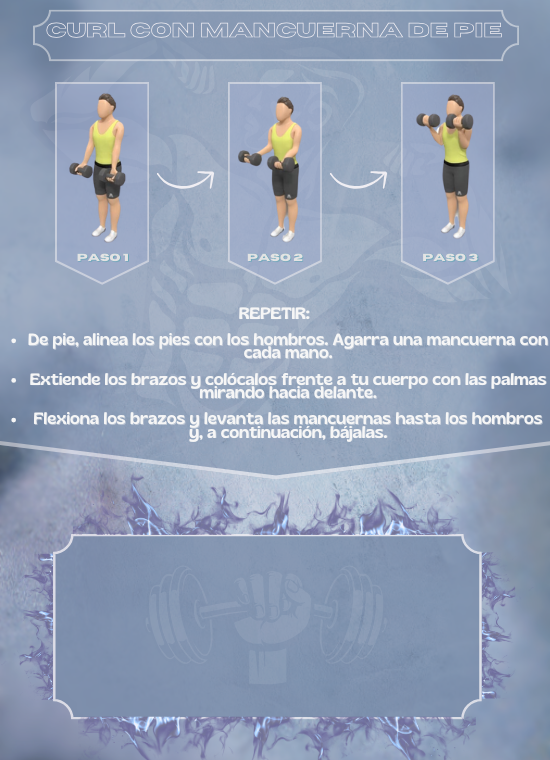 CURL CON MANCUERNA DE PIE
PASO 1
PASO 2
PASO 3
REPETIR:
• De pie, alinea los pies con los hombros. Agarra una mancuerna con
cada mano.
• Extiende los brazos y colócalos frente a tu cuerpo con las palmas
mirando hacia delante.
• Flexiona los brazos y levanta las mancuernas hasta los hombros
y, a continuación, bájalas.